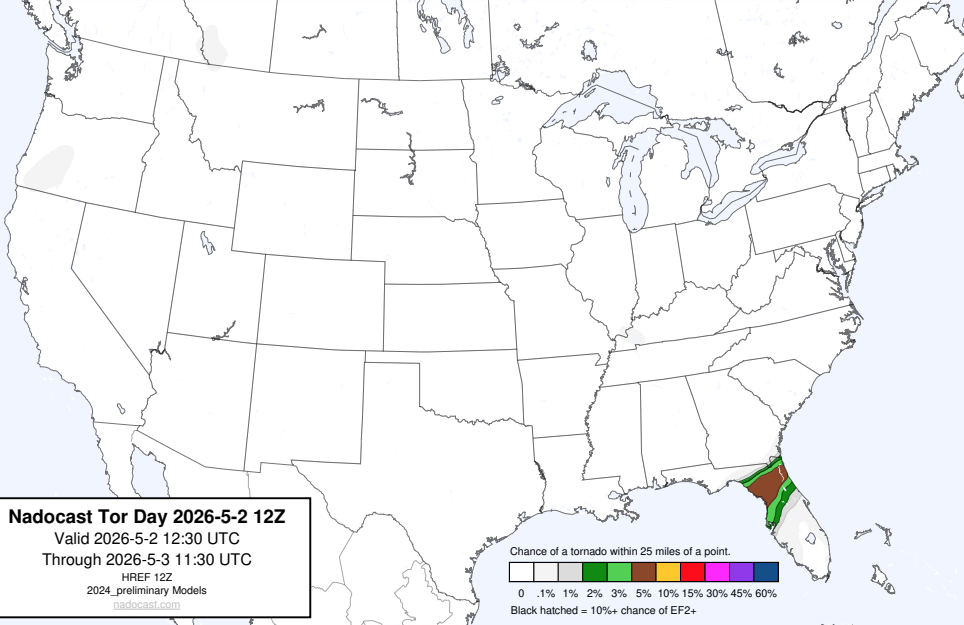 Nadocast Tor Day 2026-5-2 12Z
Valid 2026-5-2 12:30 UTC
Through 2026-5-3 11:30 UTC
HREF 12Z
2024_preliminary Models
nadocast.com
Chance of a tornado within 25 miles of a point.
0 .1% 1% 2% 3% 5% 10% 15% 30% 45% 60%
Black hatched = 10%+ chance of EF2+